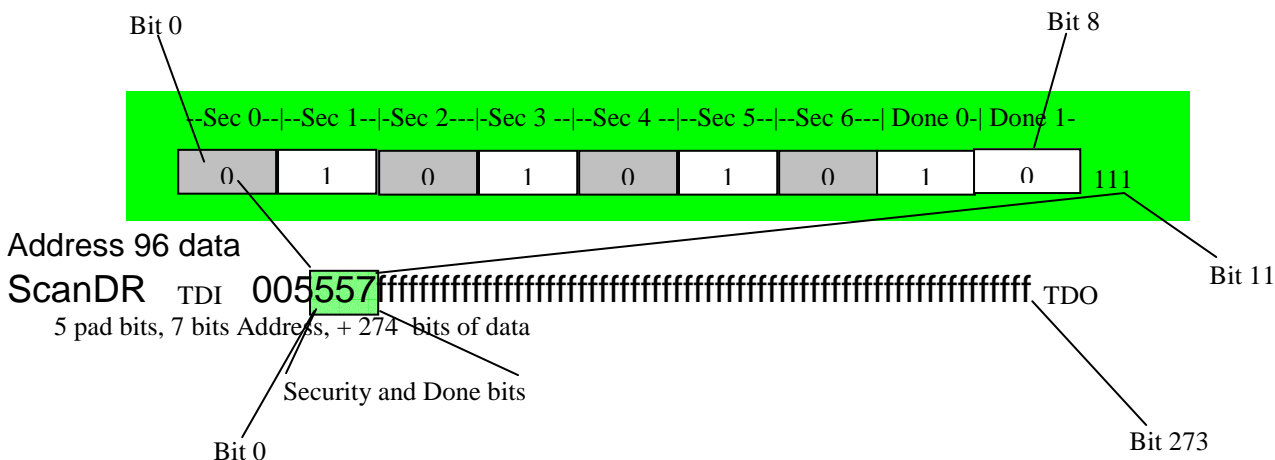 Bit 0
Bit 8
--Sec 0--|--Sec 1--|-Sec 2---|-Sec 3 --|--Sec 4 --|--Sec 5--|--Sec 6---| Done 0-| Done 1-
0 1 0 1 0 1 0 1 0 111
Address 96 data
Bit 11
ScanDR TDI 005557ffffffffffffffffffffffffffffffffffffffffffffffffffffffffffffff TDO
5 pad bits, 7 bits Address, + 274 bits of data
Security and Done bits
Bit 0
Bit 273